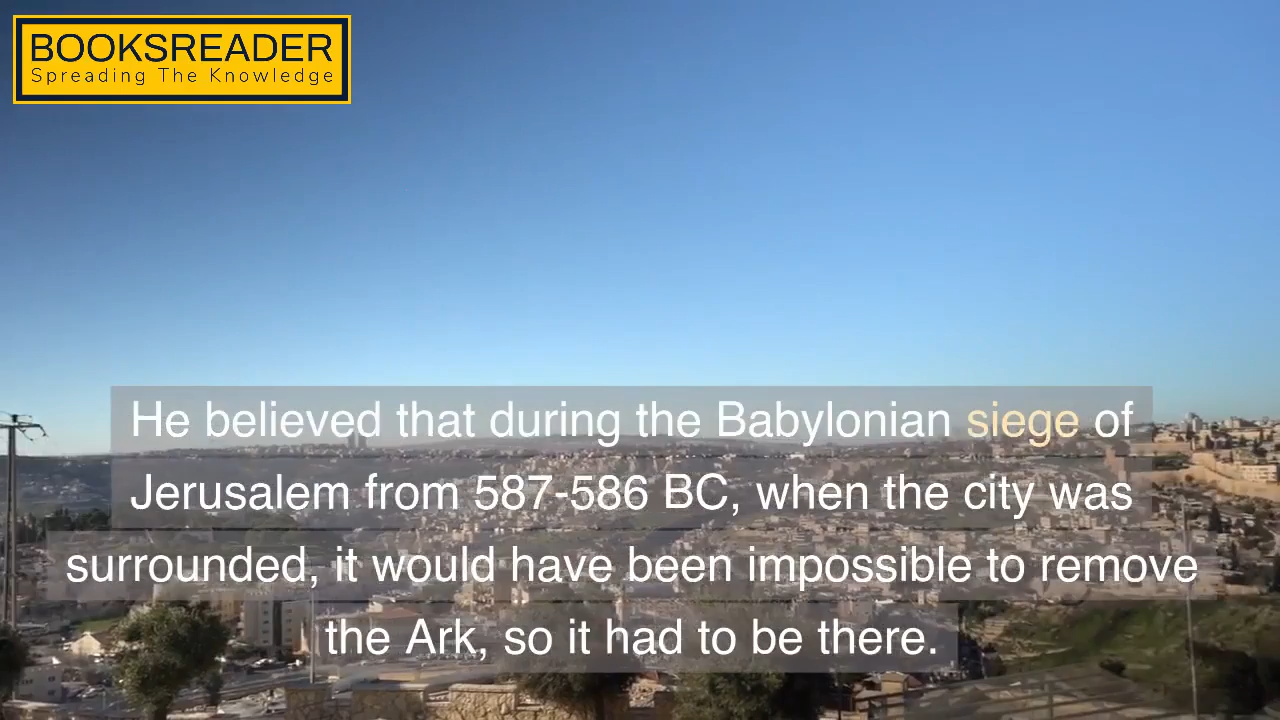 BOOKSREADER
Spreading The Knowledge
He believed that during the Babylonian siege of
Jerusalem from 587-586 BC, when the city was
surrounded, it would have been impossible to remove
the Ark, so it had to be there.